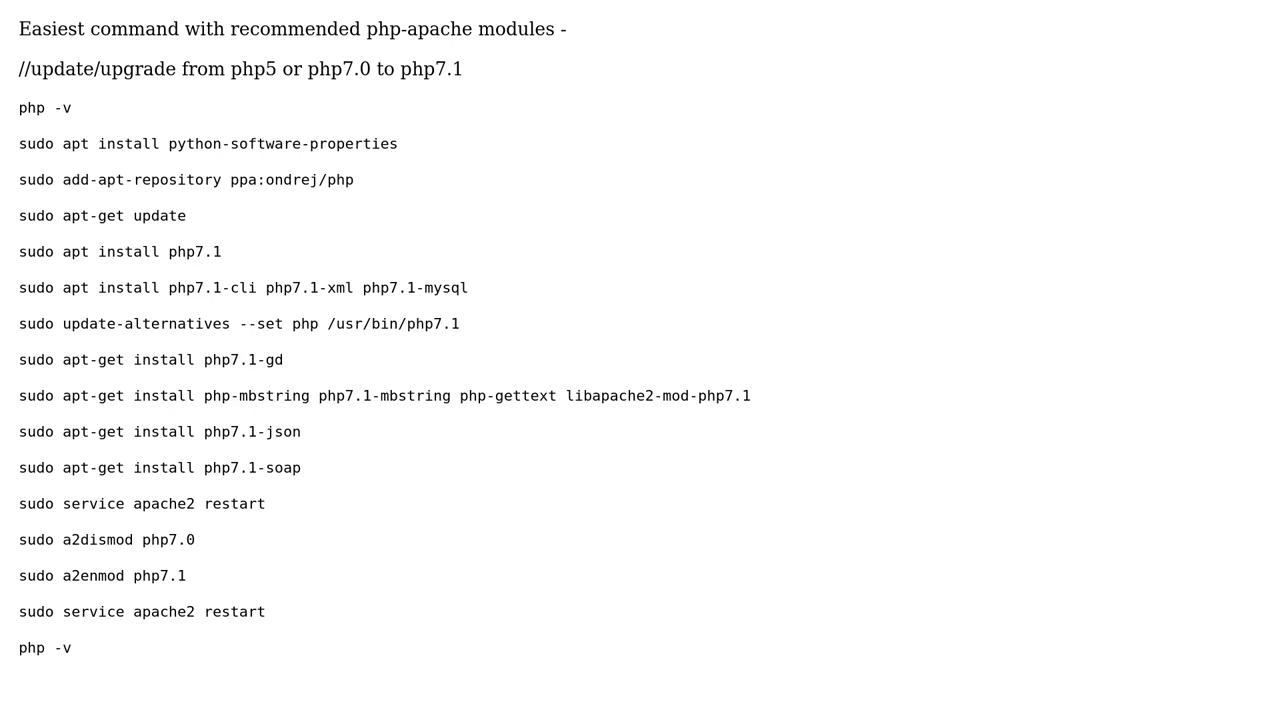 Easiest command with recommended php-apache modules -
//update/upgrade from php5 or php7.0 to php7.1
php -v
sudo apt install python-software-properties
sudo add-apt-repository ppa:ondrej/php
sudo apt-get update
sudo apt install php7.1
sudo apt install php7.1-cli php7.1-xml php7.1-mysql
sudo update-alternatives --set php /usr/bin/php7.1
sudo apt-get install php7.1-gd
sudo apt-get install php-mbstring php7.1-mbstring php-gettext libapache2-mod-php7.1
sudo apt-get install php7.1-json
sudo apt-get install php7.1-soap
sudo service apache2 restart
sudo a2dismod php7.0
sudo a2enmod php7.1
sudo service apache2 restart
php -v